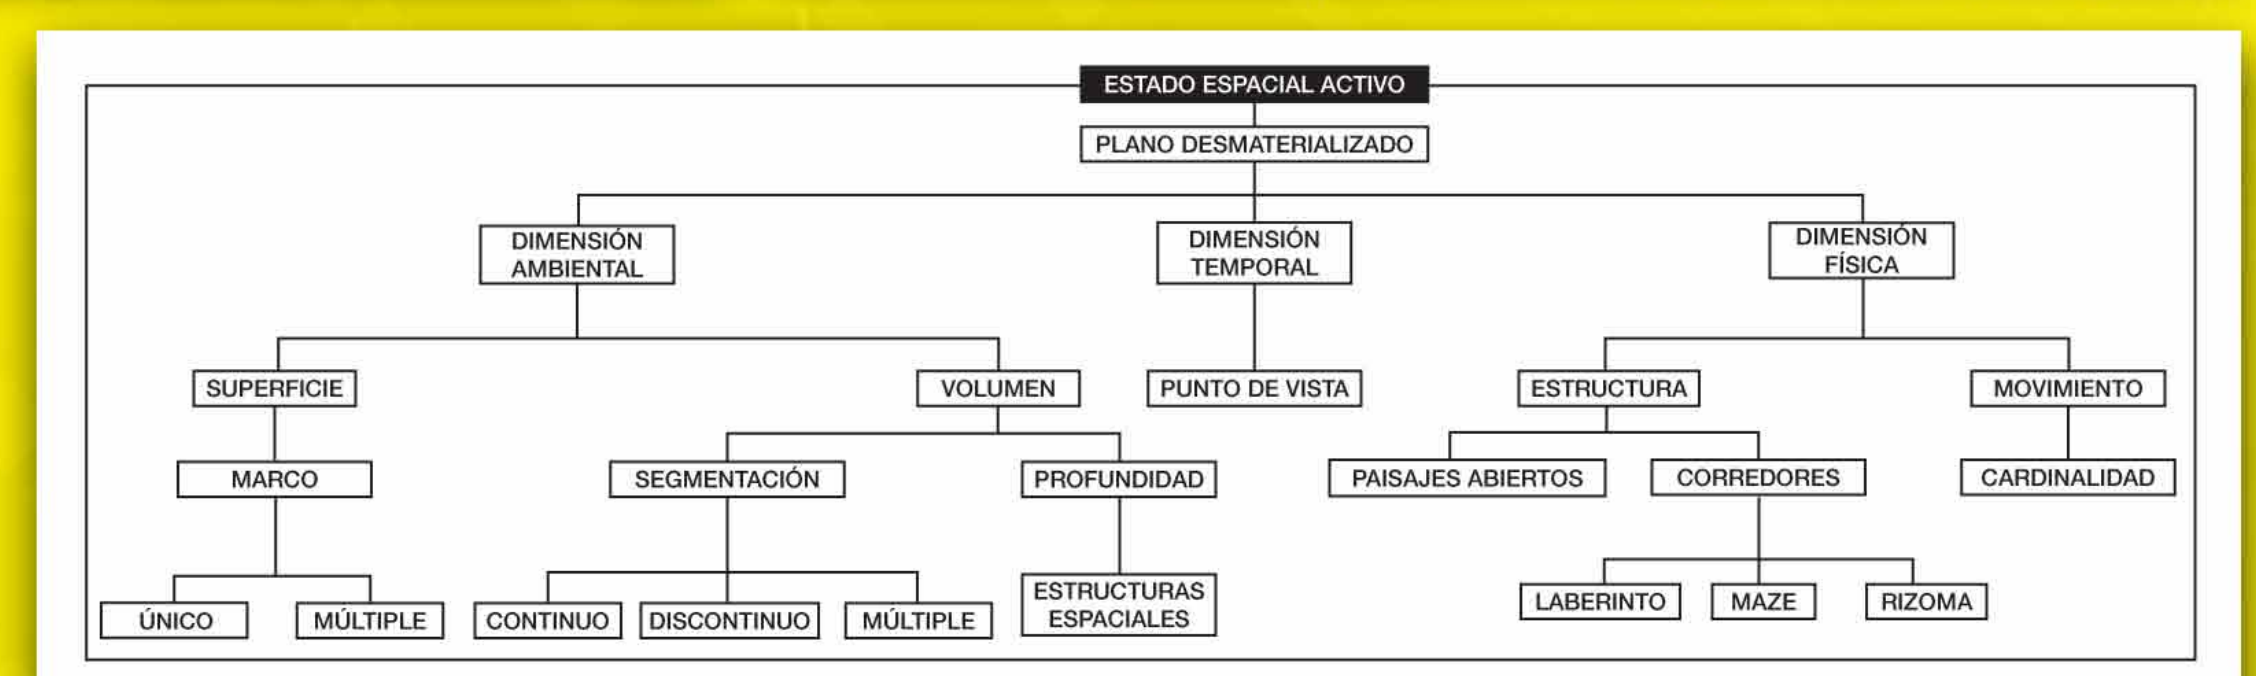 ESTADO ESPACIAL ACTIVO
PLANO DESMATERIALIZADO
DIMENSIÓN
AMBIENTAL
DIMENSIÓN
TEMPORAL
DIMENSIÓN
FÍSICA
SUPERFICIE
VOLUMEN
PUNTO DE VISTA
ESTRUCTURA
MOVIMIENTO
MARCO
SEGMENTACIÓN
PROFUNDIDAD
PAISAJES ABIERTOS
CORREDORES
CARDINALIDAD
ÚNICO
MÚLTIPLE
CONTINUO
DISCONTINUO
MÚLTIPLE
ESTRUCTURAS
ESPACIALES
LABERINTO
MAZE
RIZOMA